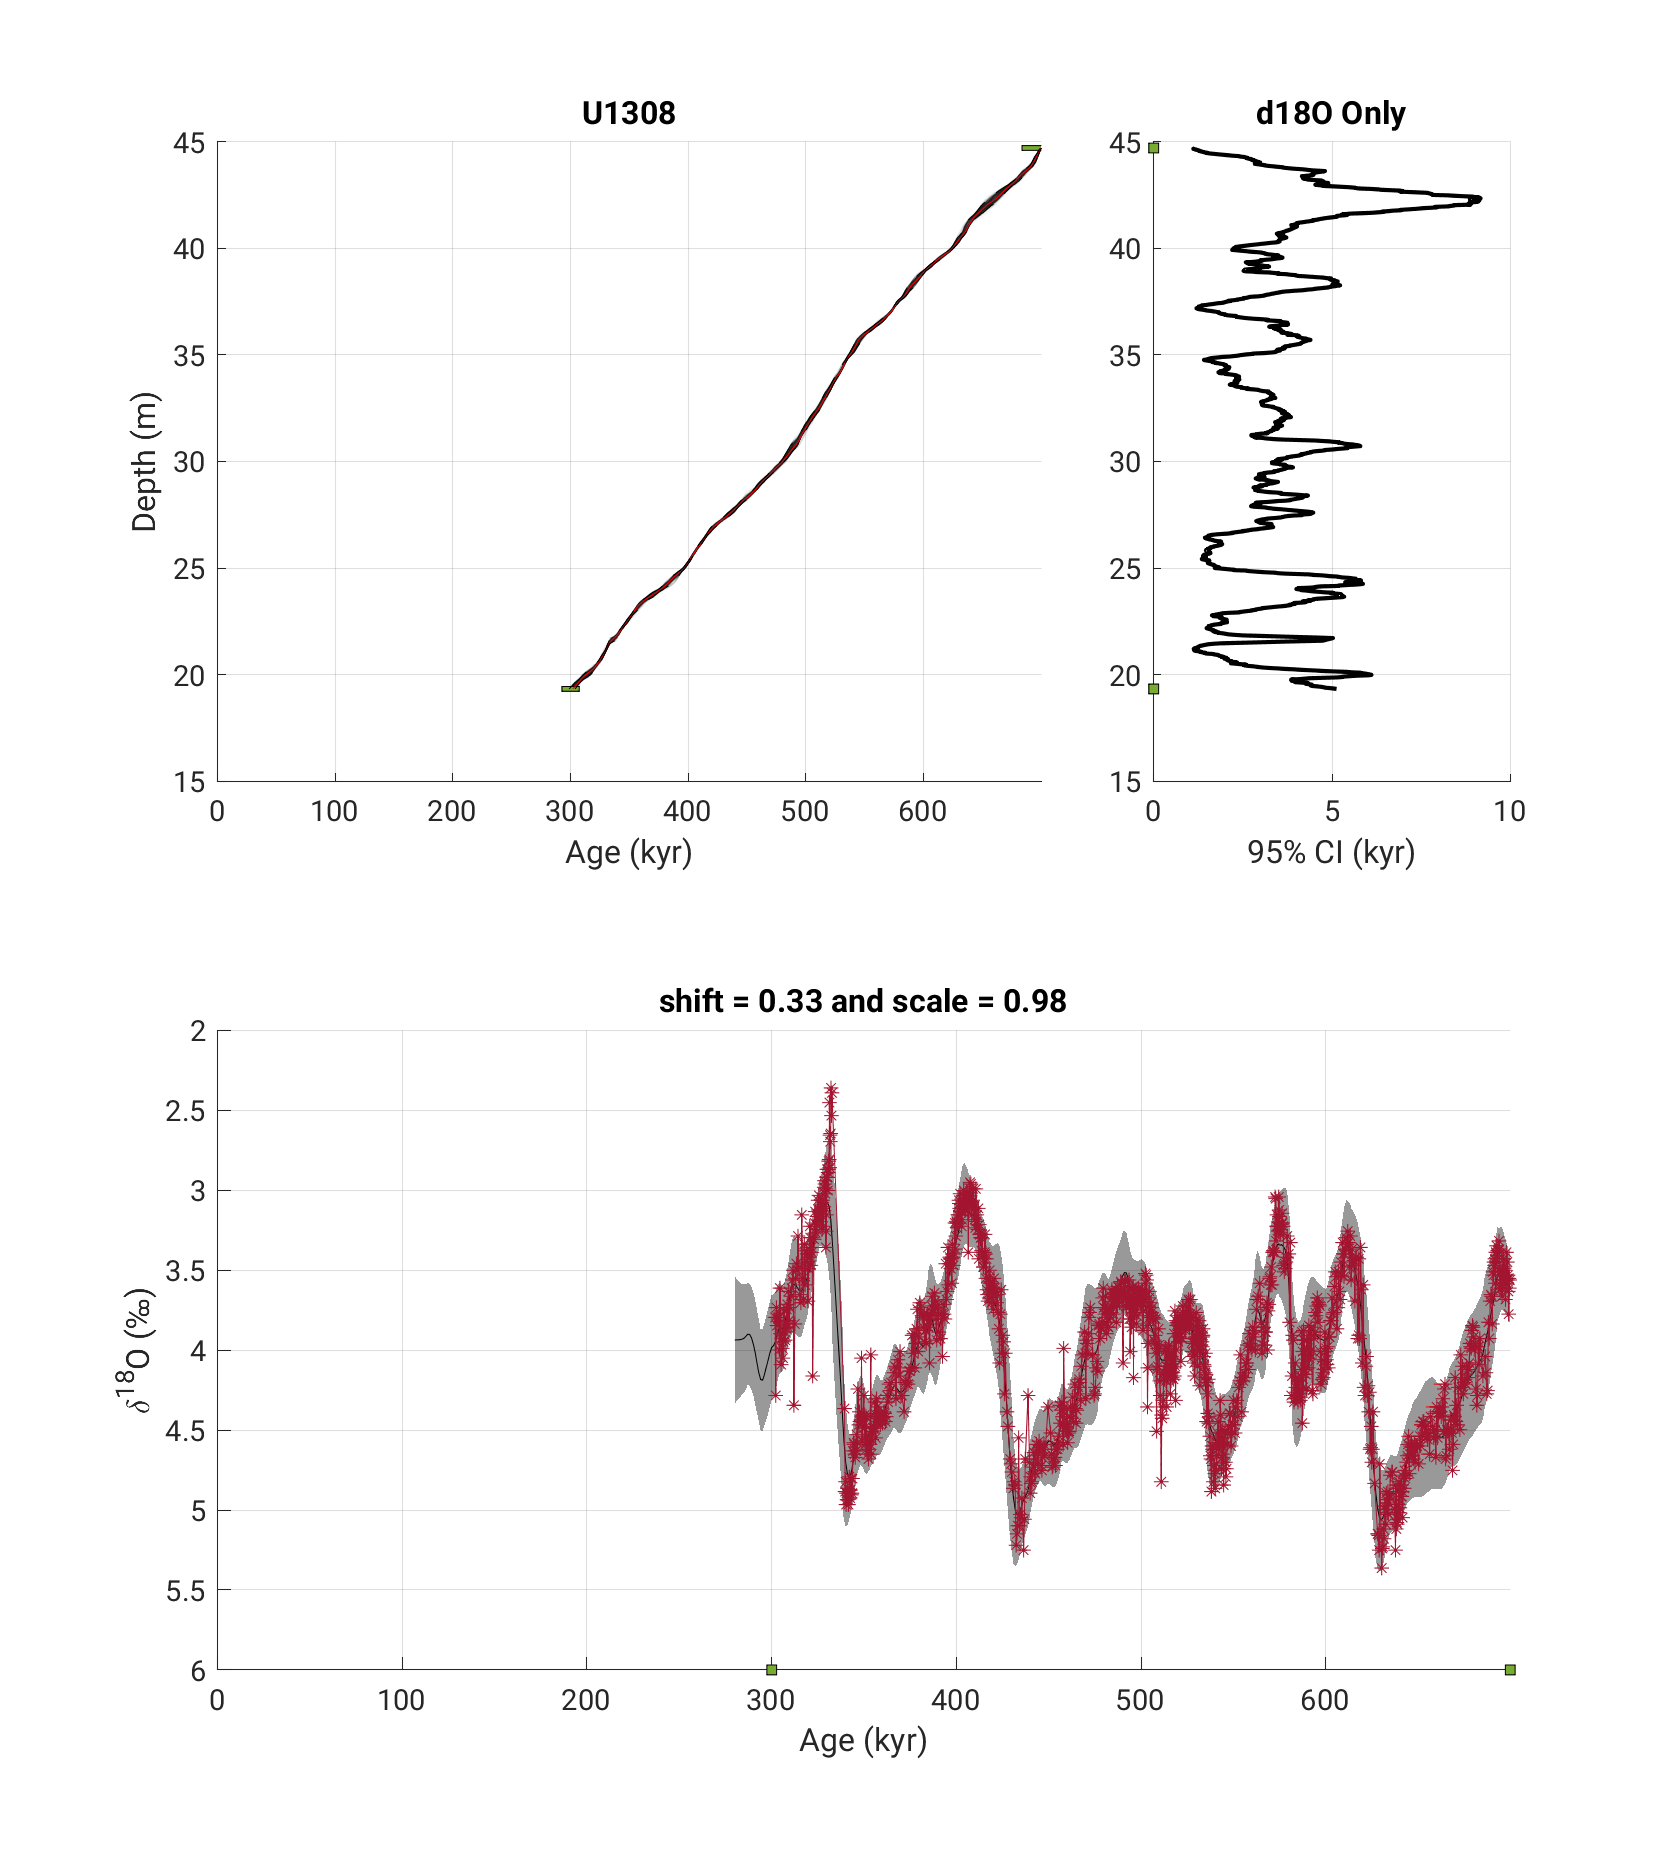 U1308
d18O Only
45
40
35
30
25
20
15
Depth (m)
0 100 200 300 400 500 600
Age (kyr)
45
40
35
30
25
20
15
0 5 10
95% CI (kyr)
shift = 0.33 and scale = 0.98
2
2.5
3
3.5
4
4.5
5
5.5
6
δ¹⁸O (‰)
0 100 200 300 400 500 600
Age (kyr)